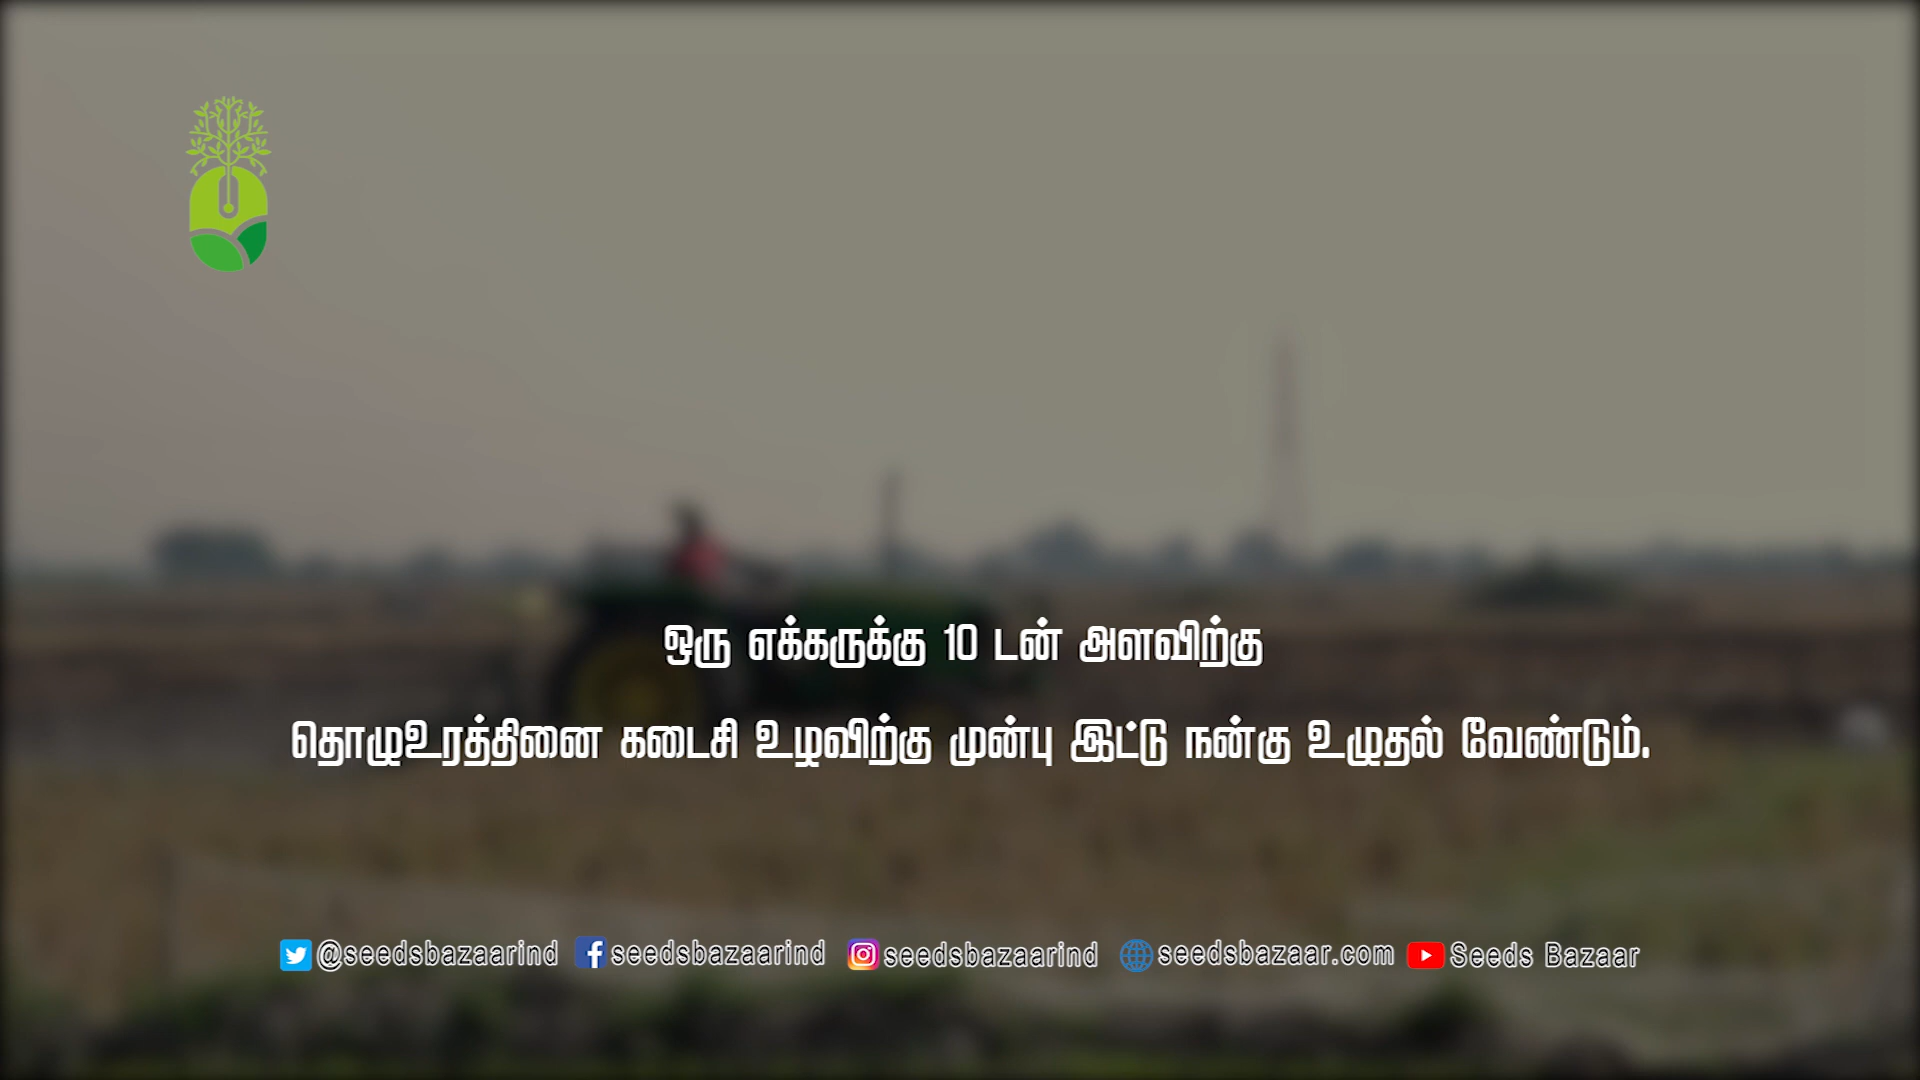 ஒரு எக்கருக்கு 10 டன் அளவிற்கு
தொழுஉரத்தினை கடைசி உழவிற்கு முன்பு இட்டு நன்கு உழுதல் வேண்டும்.
@seedsbazaarind seedsbazaarind seedsbazaarind seedsbazaar.com Seeds Bazaar